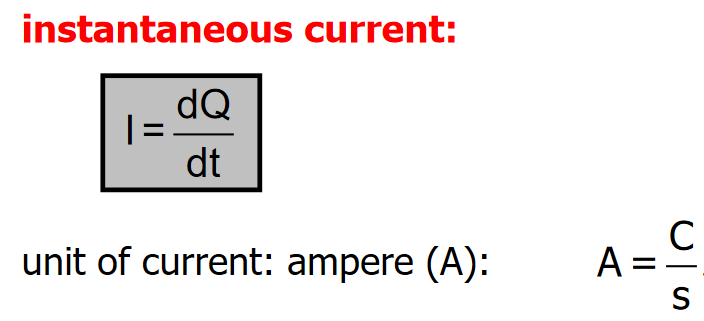 instantaneous current:
I = dQ/dt
unit of current: ampere (A): A = C/s